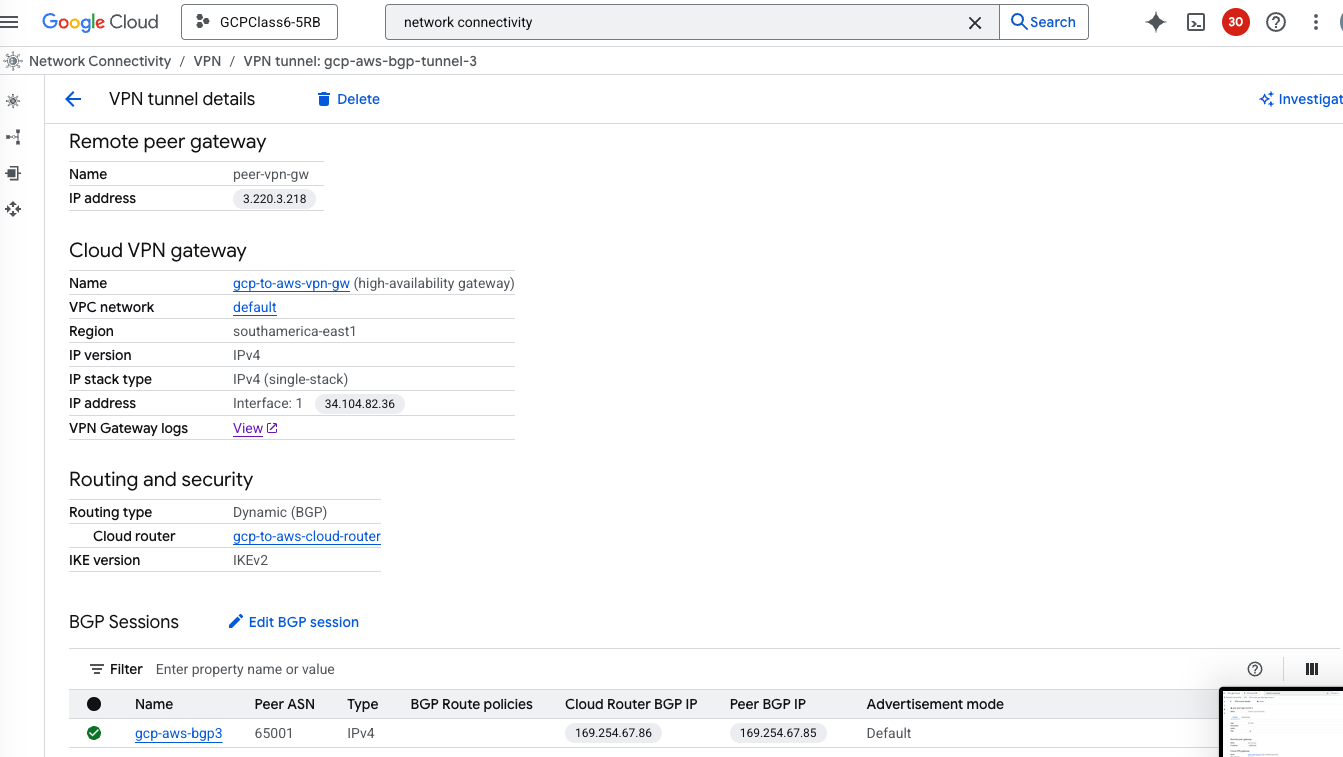 Google Cloud GCPClass6-5RB network connectivity Search 30
Network Connectivity / VPN / VPN tunnel: gcp-aws-bgp-tunnel-3
VPN tunnel details Delete Investigat
Remote peer gateway
Name peer-vpn-gw
IP address 3.220.3.218
Cloud VPN gateway
Name gcp-to-aws-vpn-gw (high-availability gateway)
VPC network default
Region southamerica-east1
IP version IPv4
IP stack type IPv4 (single-stack)
IP address Interface: 1 34.104.82.36
VPN Gateway logs View
Routing and security
Routing type Dynamic (BGP)
Cloud router gcp-to-aws-cloud-router
IKE version IKEv2
BGP Sessions Edit BGP session
Filter Enter property name or value
Name Peer ASN Type BGP Route policies Cloud Router BGP IP Peer BGP IP Advertisement mode
gcp-aws-bgp3 65001 IPv4 169.254.67.86 169.254.67.85 Default